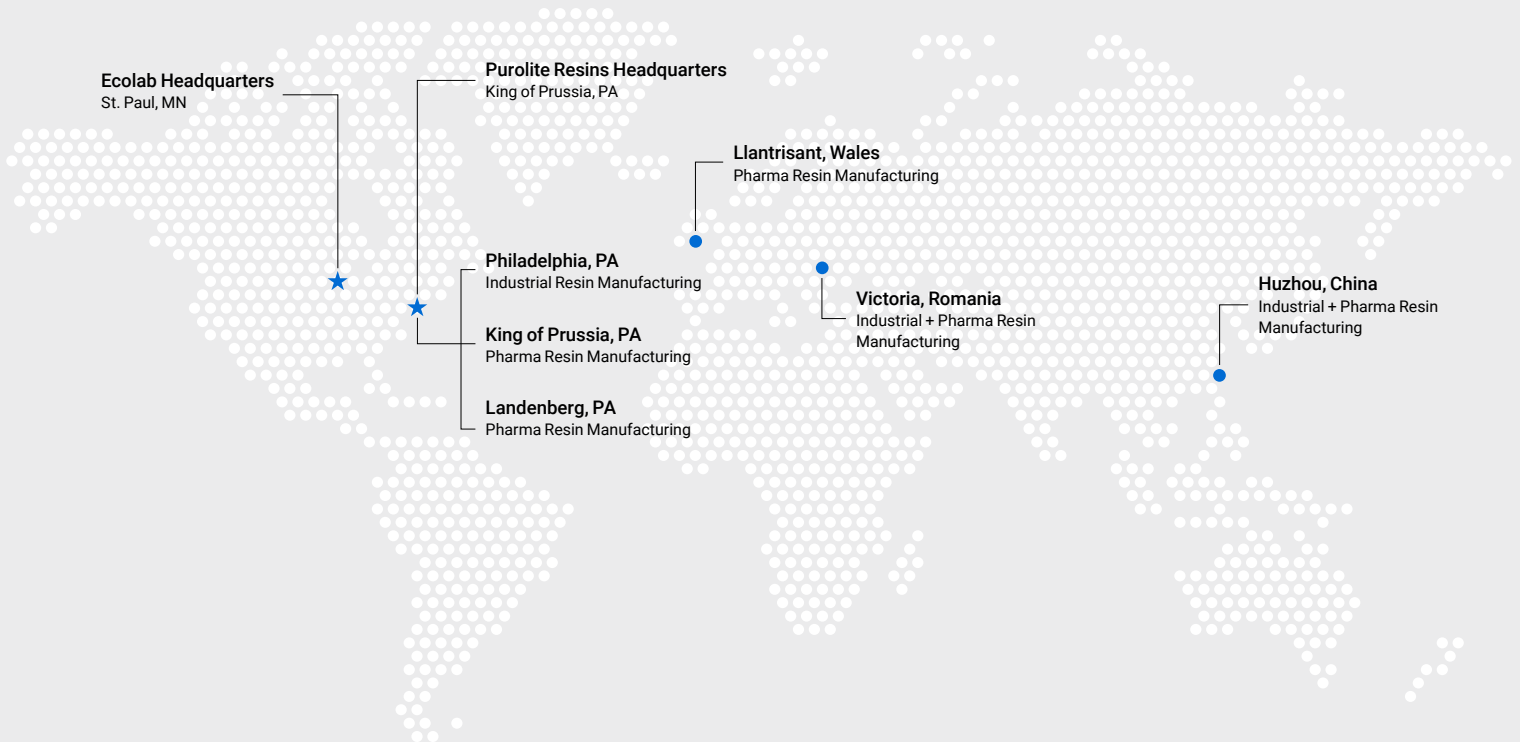 Ecolab Headquarters
St. Paul, MN
Purolite Resins Headquarters
King of Prussia, PA
Llantrisant, Wales
Pharma Resin Manufacturing
Philadelphia, PA
Industrial Resin Manufacturing
King of Prussia, PA
Pharma Resin Manufacturing
Landenberg, PA
Pharma Resin Manufacturing
Victoria, Romania
Industrial + Pharma Resin
Manufacturing
Huzhou, China
Industrial + Pharma Resin
Manufacturing